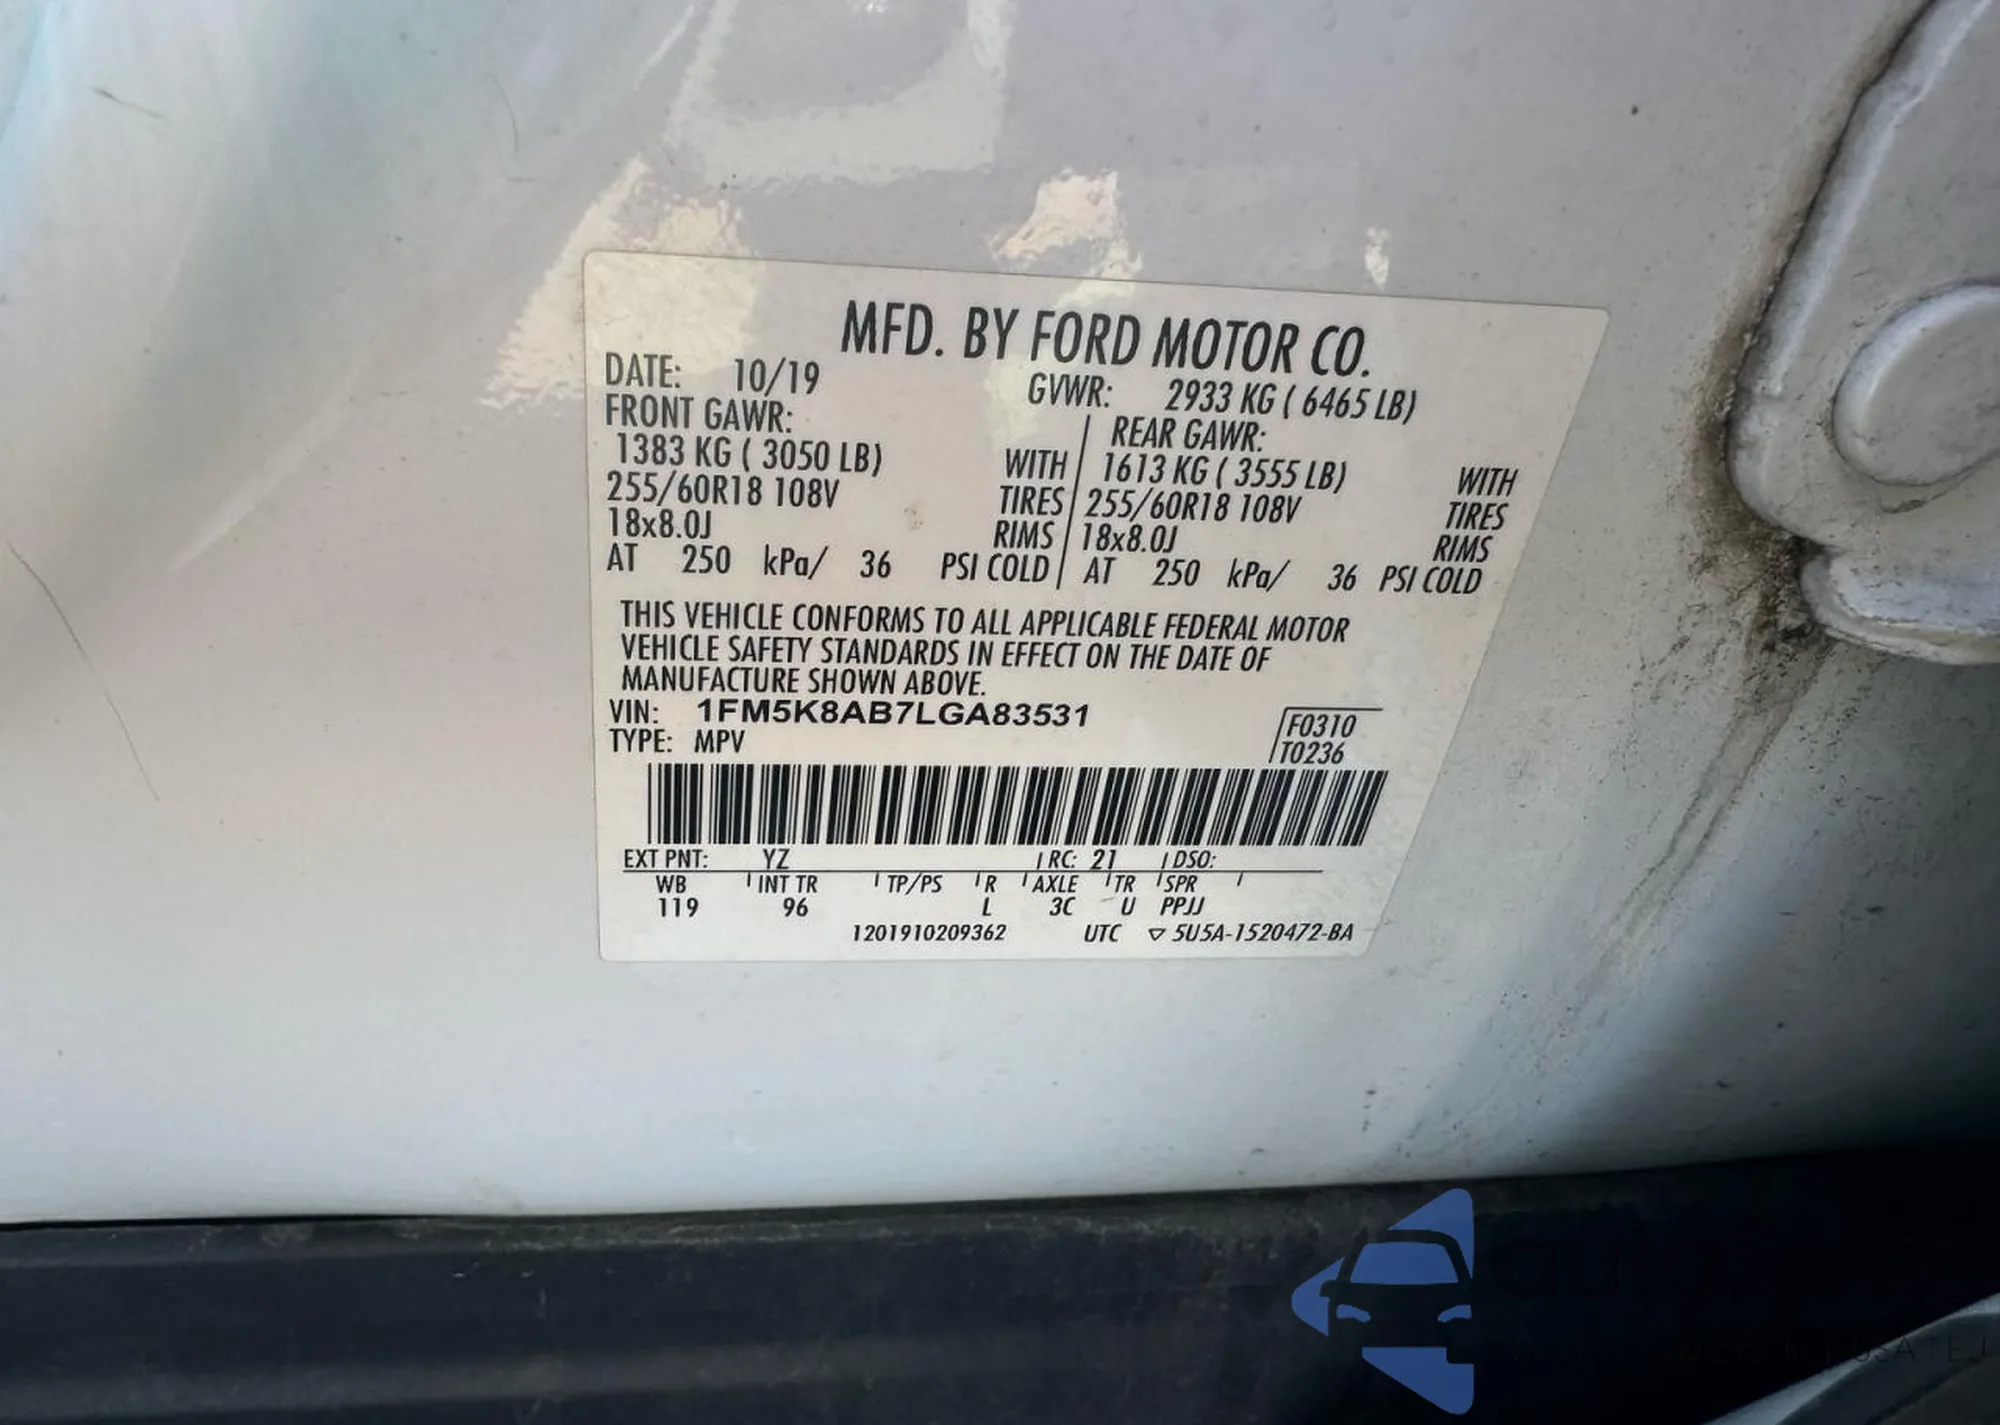 MFD. BY FORD MOTOR CO.
DATE: 10/19 GVWR: 2933 KG ( 6465 LB)
FRONT GAWR: REAR GAWR:
1383 KG ( 3050 LB) WITH 1613 KG ( 3555 LB) WITH
255/60R18 108V TIRES 255/60R18 108V TIRES
18x8.0J RIMS 18x8.0J RIMS
AT 250 kPa/ 36 PSI COLD AT 250 kPa/ 36 PSI COLD
THIS VEHICLE CONFORMS TO ALL APPLICABLE FEDERAL MOTOR
VEHICLE SAFETY STANDARDS IN EFFECT ON THE DATE OF
MANUFACTURE SHOWN ABOVE.
VIN: 1FM5K8AB7LGA83531 F0310
TYPE: MPV T0236
EXT PNT: YZ RC: 21 DSO:
WB INT TR TP/PS R AXLE TR SPR
119 96 L 3C U PPJJ
1201910209362 UTC ▽ 5U5A-1520472-BA